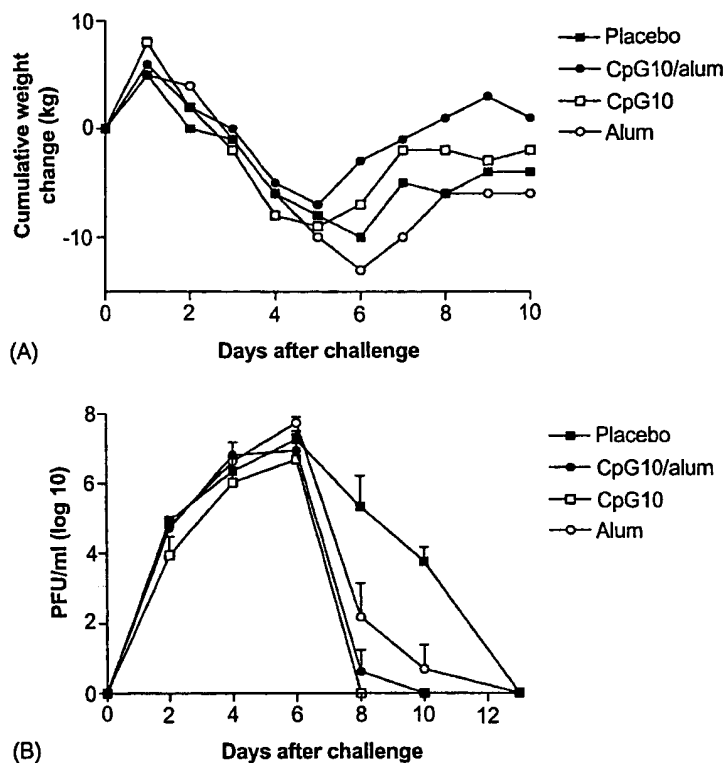 Cumulative weight
change (kg)
10
0
-10
0
2
4
6
8
10
Days after challenge
Placebo
CpG10/alum
CpG10
Alum
(A)
PFU/ml (log 10)
8
6
4
2
0
0
2
4
6
8
10
12
Days after challenge
Placebo
CpG10/alum
CpG10
Alum
(B)